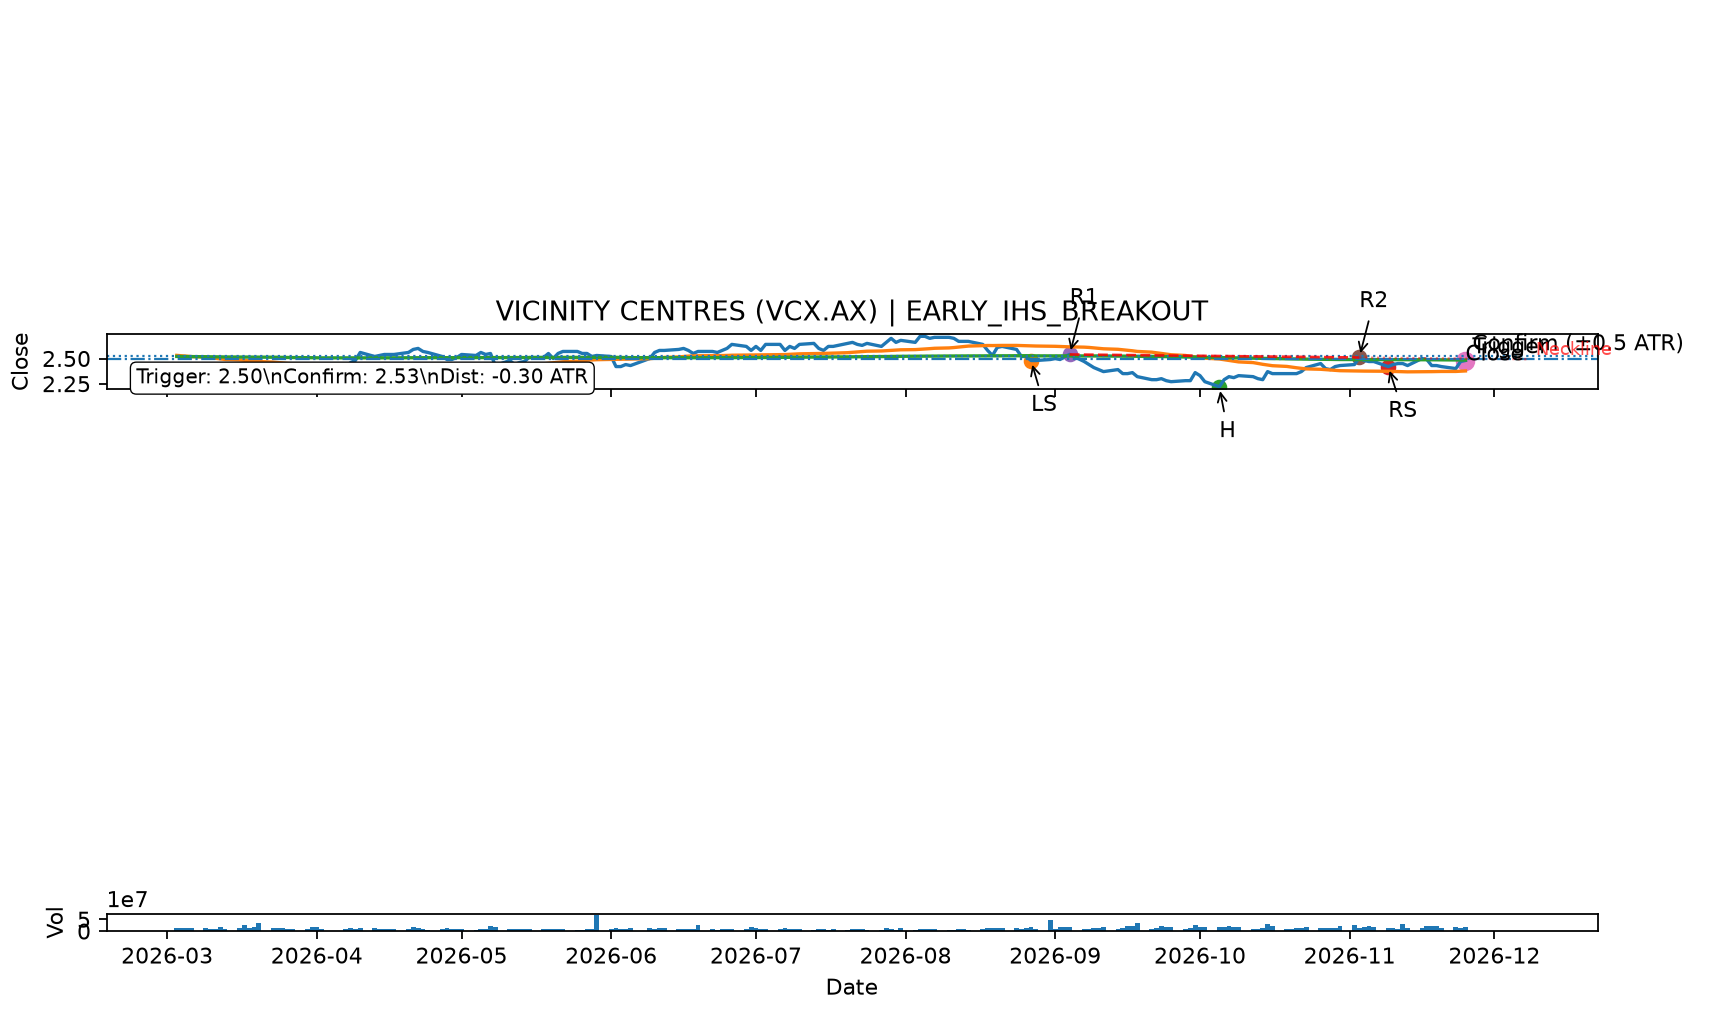 VICINITY CENTRES (VCX.AX) | EARLY_IHS_BREAKOUT
R1
R2
Close
2.50
2.25
Trigger: 2.50\nConfirm: 2.53\nDist: -0.30 ATR
Confirm (+0.5 ATR)
Trigger
Close
Neckline
LS
H
RS
1e7
Vol
5
0
2026-03
2026-04
2026-05
2026-06
2026-07
2026-08
2026-09
2026-10
2026-11
2026-12
Date